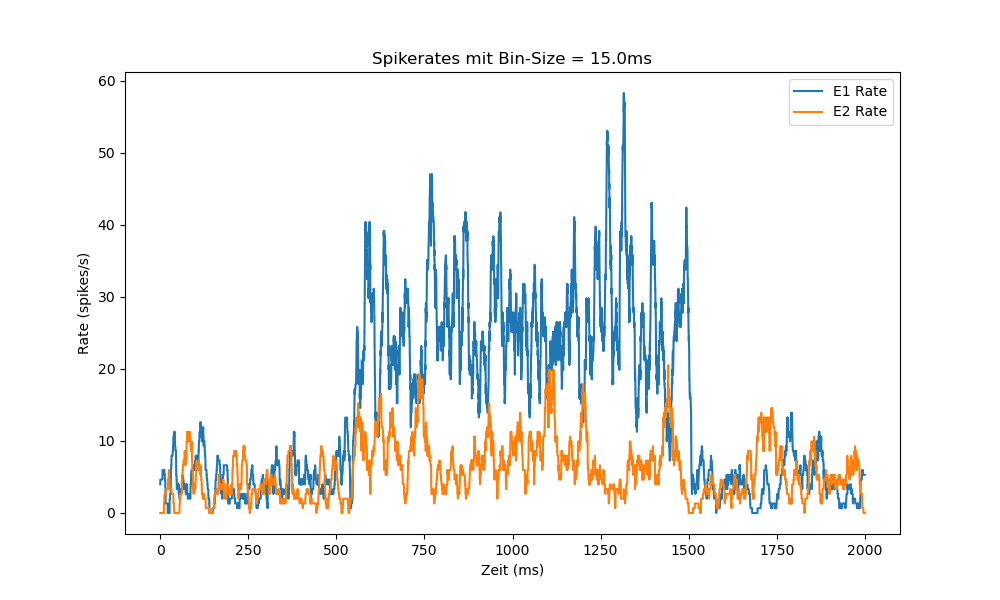 Spikerates mit Bin-Size = 15.0ms
E1 Rate
E2 Rate
60
50
40
30
20
10
0
Rate (spikes/s)
0 250 500 750 1000 1250 1500 1750 2000
Zeit (ms)